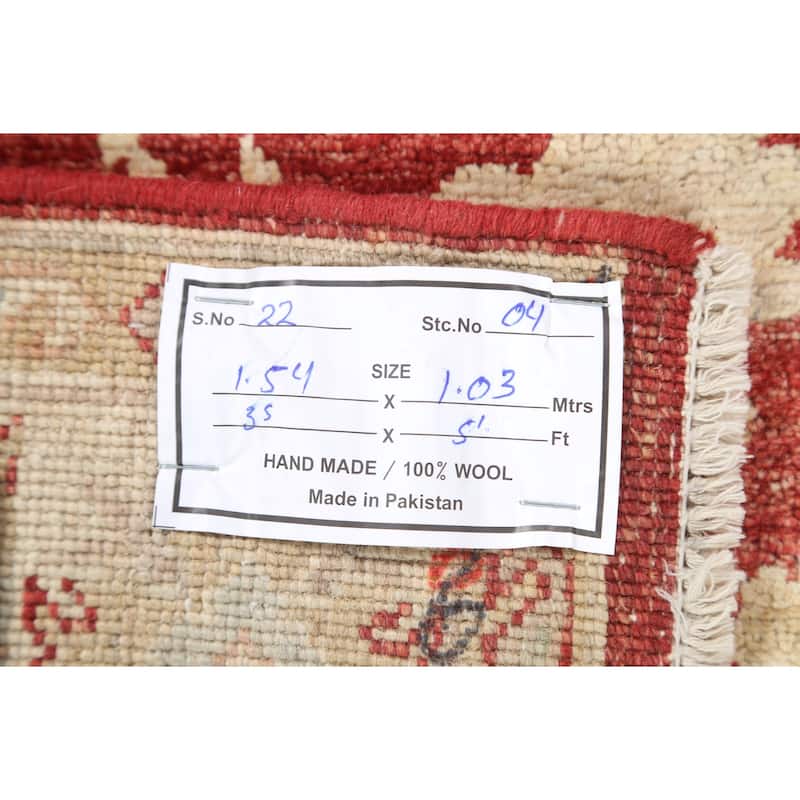 S.No 22 Stc.No 04
SIZE
1.54 X 1.03 Mtrs
3⁵ X 5'. Ft
HAND MADE / 100% WOOL
Made in Pakistan